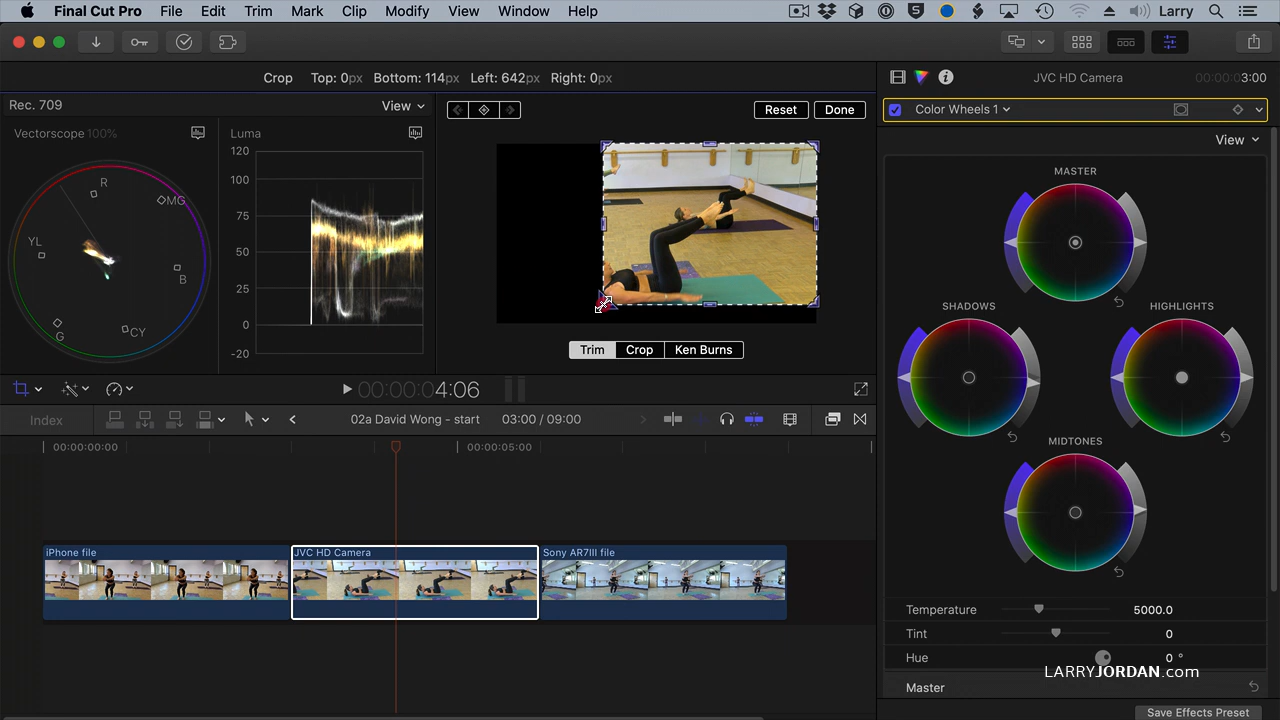 Final Cut Pro File Edit Trim Mark Clip Modify View Window Help Larry
Crop Top: 0px Bottom: 114px Left: 642px Right: 0px
JVC HD Camera 00:00:03:00
Rec. 709 View
Reset Done
Color Wheels 1
Vectorscope 100%
Luma
View
R
MG
YL
B
G
CY
120
100
75
50
25
0
-20
MASTER
SHADOWS
HIGHLIGHTS
MIDTONES
Trim Crop Ken Burns
00:00:00:04:06
Index
02a David Wong - start 03:00 / 09:00
00:00:00:00 00:00:05:00
iPhone file
JVC HD Camera
Sony AR7III file
Temperature 5000.0
Tint 0
Hue 0 °
LARRYJORDAN.com
Master
Save Effects Preset